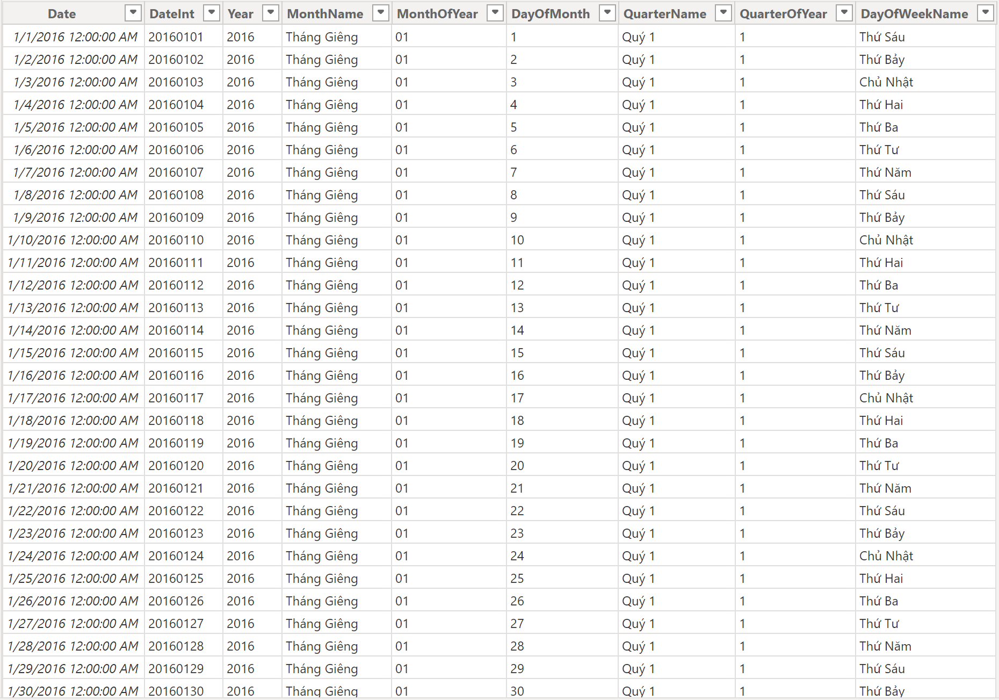 Date DateInt Year MonthName MonthOfYear DayOfMonth QuarterName QuarterOfYear DayOfWeekName
1/1/2016 12:00:00 AM 20160101 2016 Tháng Giêng 01 1 Quý 1 1 Thứ Sáu
1/2/2016 12:00:00 AM 20160102 2016 Tháng Giêng 01 2 Quý 1 1 Thứ Bảy
1/3/2016 12:00:00 AM 20160103 2016 Tháng Giêng 01 3 Quý 1 1 Chủ Nhật
1/4/2016 12:00:00 AM 20160104 2016 Tháng Giêng 01 4 Quý 1 1 Thứ Hai
1/5/2016 12:00:00 AM 20160105 2016 Tháng Giêng 01 5 Quý 1 1 Thứ Ba
1/6/2016 12:00:00 AM 20160106 2016 Tháng Giêng 01 6 Quý 1 1 Thứ Tư
1/7/2016 12:00:00 AM 20160107 2016 Tháng Giêng 01 7 Quý 1 1 Thứ Năm
1/8/2016 12:00:00 AM 20160108 2016 Tháng Giêng 01 8 Quý 1 1 Thứ Sáu
1/9/2016 12:00:00 AM 20160109 2016 Tháng Giêng 01 9 Quý 1 1 Thứ Bảy
1/10/2016 12:00:00 AM 20160110 2016 Tháng Giêng 01 10 Quý 1 1 Chủ Nhật
1/11/2016 12:00:00 AM 20160111 2016 Tháng Giêng 01 11 Quý 1 1 Thứ Hai
1/12/2016 12:00:00 AM 20160112 2016 Tháng Giêng 01 12 Quý 1 1 Thứ Ba
1/13/2016 12:00:00 AM 20160113 2016 Tháng Giêng 01 13 Quý 1 1 Thứ Tư
1/14/2016 12:00:00 AM 20160114 2016 Tháng Giêng 01 14 Quý 1 1 Thứ Năm
1/15/2016 12:00:00 AM 20160115 2016 Tháng Giêng 01 15 Quý 1 1 Thứ Sáu
1/16/2016 12:00:00 AM 20160116 2016 Tháng Giêng 01 16 Quý 1 1 Thứ Bảy
1/17/2016 12:00:00 AM 20160117 2016 Tháng Giêng 01 17 Quý 1 1 Chủ Nhật
1/18/2016 12:00:00 AM 20160118 2016 Tháng Giêng 01 18 Quý 1 1 Thứ Hai
1/19/2016 12:00:00 AM 20160119 2016 Tháng Giêng 01 19 Quý 1 1 Thứ Ba
1/20/2016 12:00:00 AM 20160120 2016 Tháng Giêng 01 20 Quý 1 1 Thứ Tư
1/21/2016 12:00:00 AM 20160121 2016 Tháng Giêng 01 21 Quý 1 1 Thứ Năm
1/22/2016 12:00:00 AM 20160122 2016 Tháng Giêng 01 22 Quý 1 1 Thứ Sáu
1/23/2016 12:00:00 AM 20160123 2016 Tháng Giêng 01 23 Quý 1 1 Thứ Bảy
1/24/2016 12:00:00 AM 20160124 2016 Tháng Giêng 01 24 Quý 1 1 Chủ Nhật
1/25/2016 12:00:00 AM 20160125 2016 Tháng Giêng 01 25 Quý 1 1 Thứ Hai
1/26/2016 12:00:00 AM 20160126 2016 Tháng Giêng 01 26 Quý 1 1 Thứ Ba
1/27/2016 12:00:00 AM 20160127 2016 Tháng Giêng 01 27 Quý 1 1 Thứ Tư
1/28/2016 12:00:00 AM 20160128 2016 Tháng Giêng 01 28 Quý 1 1 Thứ Năm
1/29/2016 12:00:00 AM 20160129 2016 Tháng Giêng 01 29 Quý 1 1 Thứ Sáu
1/30/2016 12:00:00 AM 20160130 2016 Tháng Giêng 01 30 Quý 1 1 Thứ Bảy